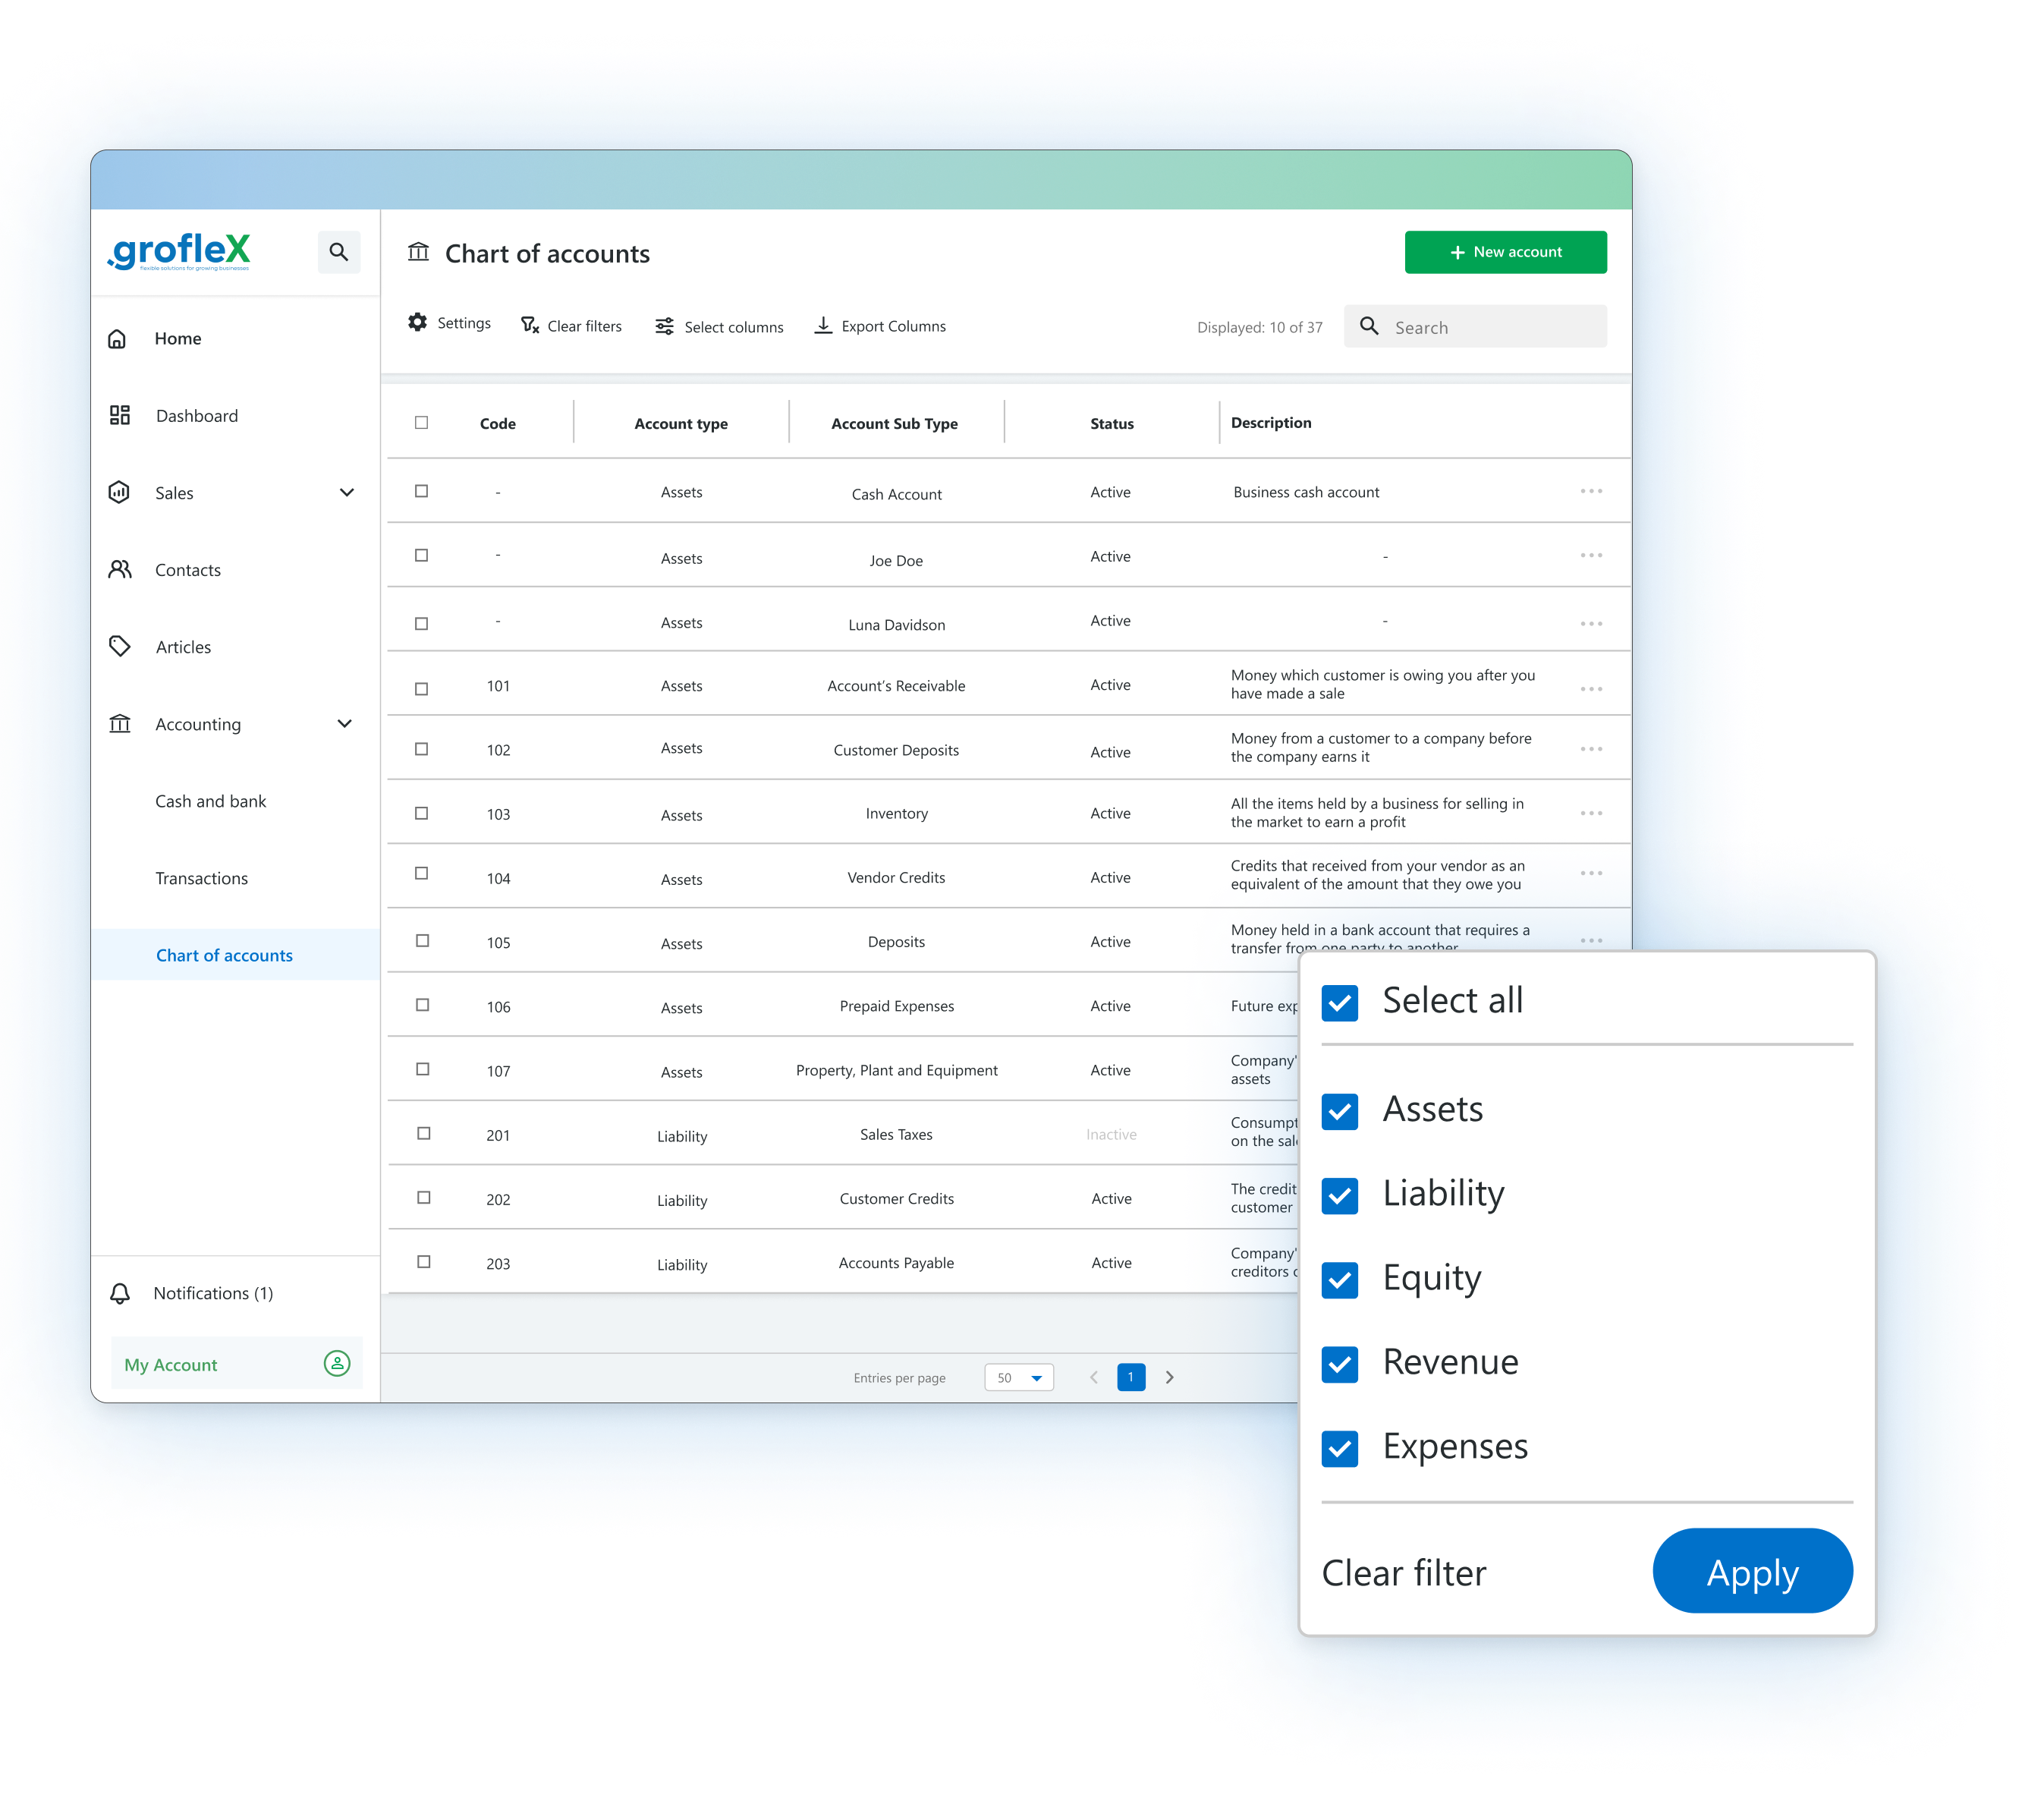 groflex
flexible solutions for growing businesses
Home
Dashboard
Sales
Contacts
Articles
Accounting
Cash and bank
Transactions
Chart of accounts
Notifications (1)
My Account
Chart of accounts
+ New account
Settings
Clear filters
Select columns
Export Columns
Displayed: 10 of 37
Search
Code Account type Account Sub Type Status Description
- Assets Cash Account Active Business cash account
- Assets Joe Doe Active -
- Assets Luna Davidson Active -
101 Assets Account’s Receivable Active Money which customer is owing you after you
have made a sale
102 Assets Customer Deposits Active Money from a customer to a company before
the company earns it
103 Assets Inventory Active All the items held by a business for selling in
the market to earn a profit
104 Assets Vendor Credits Active Credits that received from your vendor as an
equivalent of the amount that they owe you
105 Assets Deposits Active Money held in a bank account that requires a
transfer from one party to another
106 Assets Prepaid Expenses Active Future exp
107 Assets Property, Plant and Equipment Active Company'
assets
201 Liability Sales Taxes Inactive Consumpt
on the sal
202 Liability Customer Credits Active The credit
customer
203 Liability Accounts Payable Active Company'
creditors
Entries per page 50 1
Select all
Assets
Liability
Equity
Revenue
Expenses
Clear filter
Apply